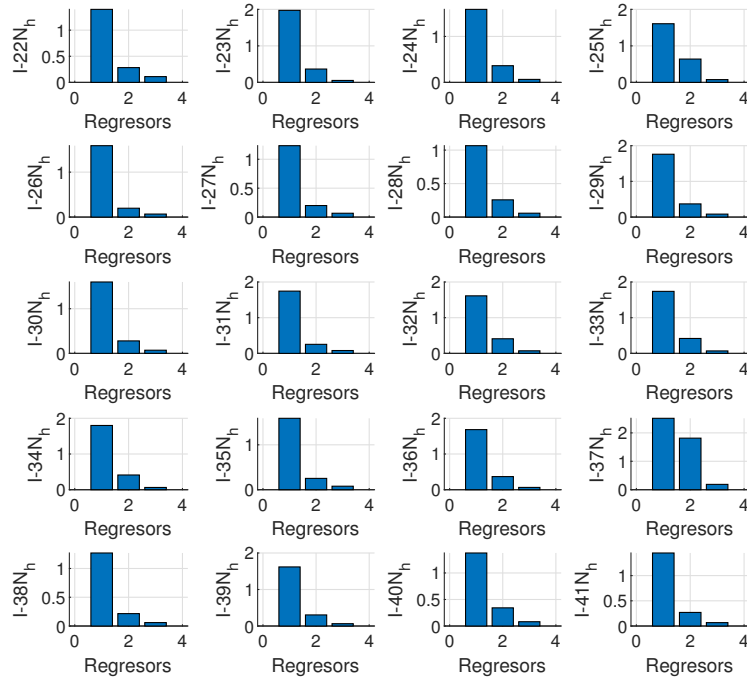 I-22N_h
1
0.5
0
0 2 4
Regresors
I-23N_h
2
1
0
0 2 4
Regresors
I-24N_h
1
0
0 2 4
Regresors
I-25N_h
2
1
0
0 2 4
Regresors
I-26N_h
1
0
0 2 4
Regresors
I-27N_h
1
0.5
0
0 2 4
Regresors
I-28N_h
1
0.5
0
0 2 4
Regresors
I-29N_h
2
1
0
0 2 4
Regresors
I-30N_h
1
0
0 2 4
Regresors
I-31N_h
2
1
0
0 2 4
Regresors
I-32N_h
2
1
0
0 2 4
Regresors
I-33N_h
2
1
0
0 2 4
Regresors
I-34N_h
2
1
0
0 2 4
Regresors
I-35N_h
1
0
0 2 4
Regresors
I-36N_h
2
1
0
0 2 4
Regresors
I-37N_h
2
1
0
0 2 4
Regresors
I-38N_h
1
0.5
0
0 2 4
Regresors
I-39N_h
2
1
0
0 2 4
Regresors
I-40N_h
1
0.5
0
0 2 4
Regresors
I-41N_h
1
0.5
0
0 2 4
Regresors